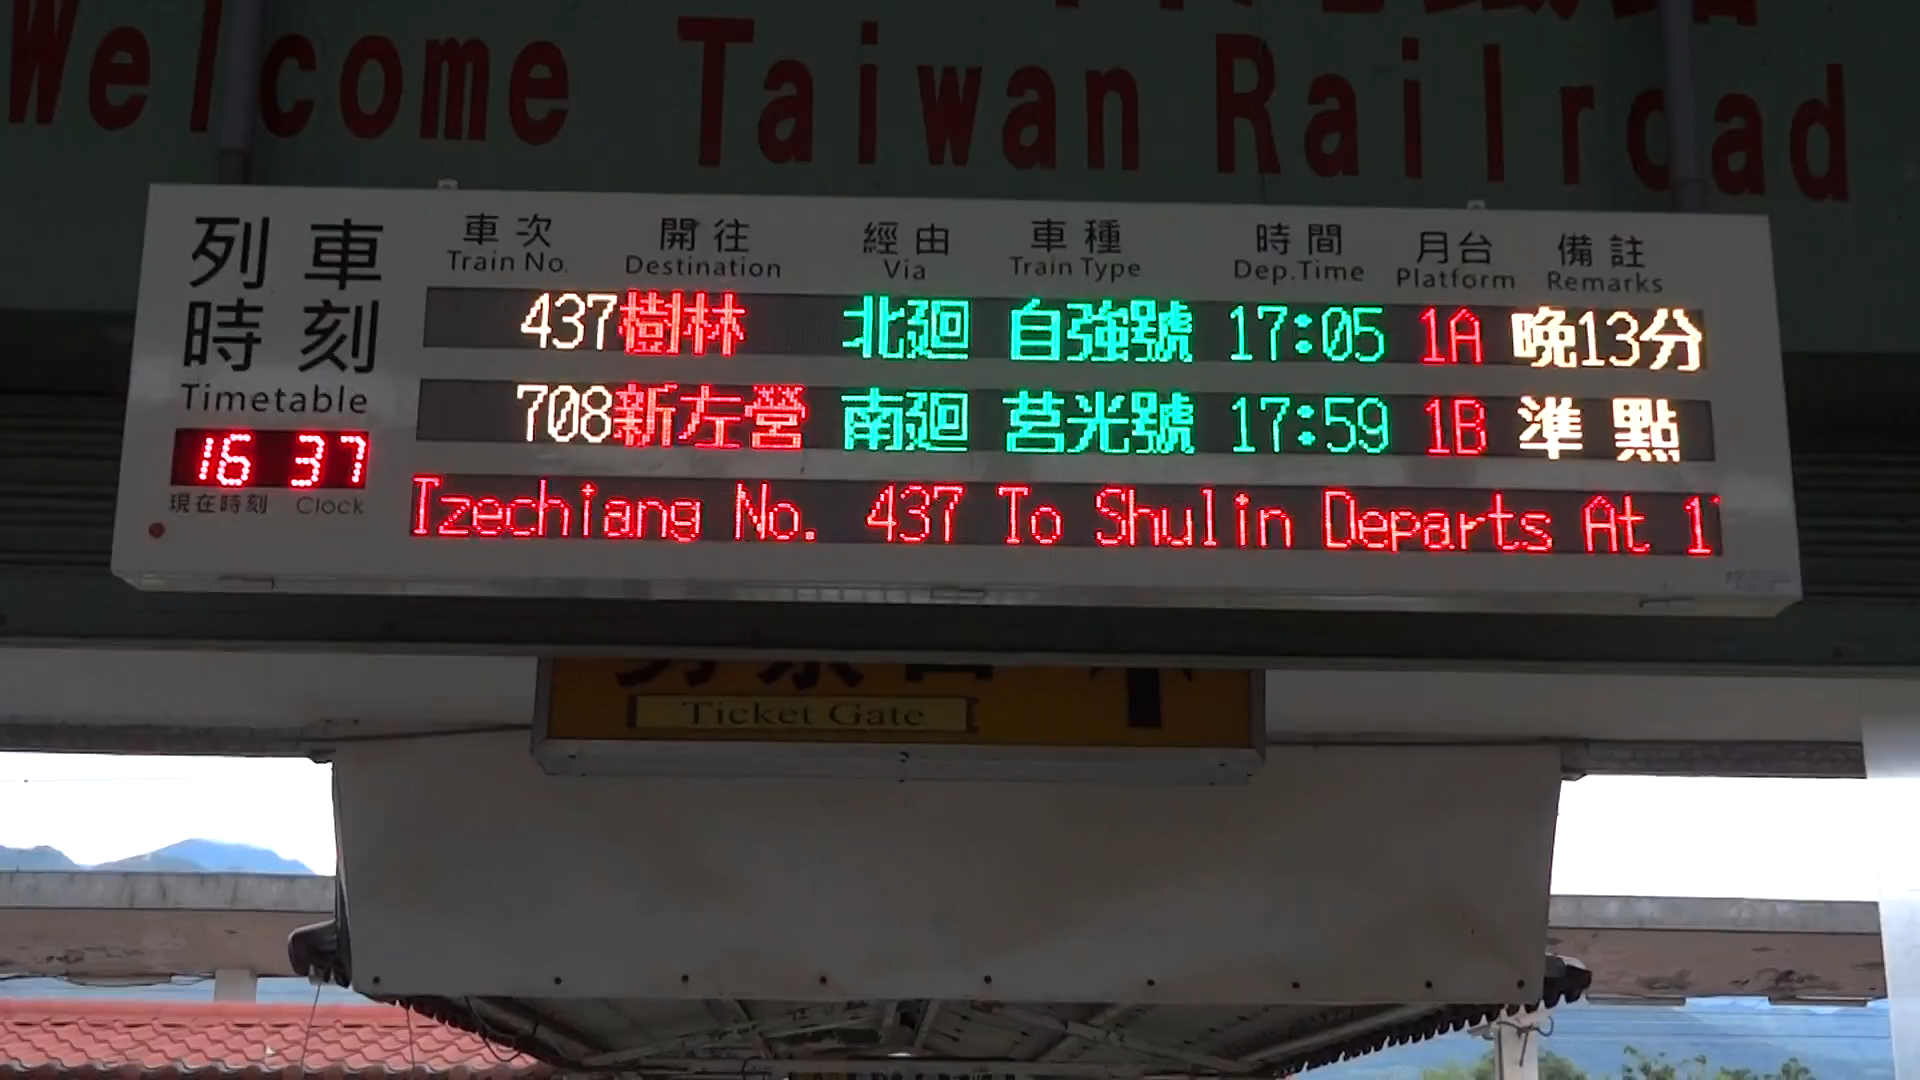 Welcome Taiwan Railroad
列車時刻
Timetable
16 37
現在時刻 Clock
車次 開往 經由 車種 時間 月台 備註
Train No. Destination Via Train Type Dep.Time Platform Remarks
437 樹林 北廻 自強號 17:05 1A 晚13分
708 新左營 南廻 莒光號 17:59 1B 準點
Tzechiang No. 437 To Shulin Departs At 1
Ticket Gate